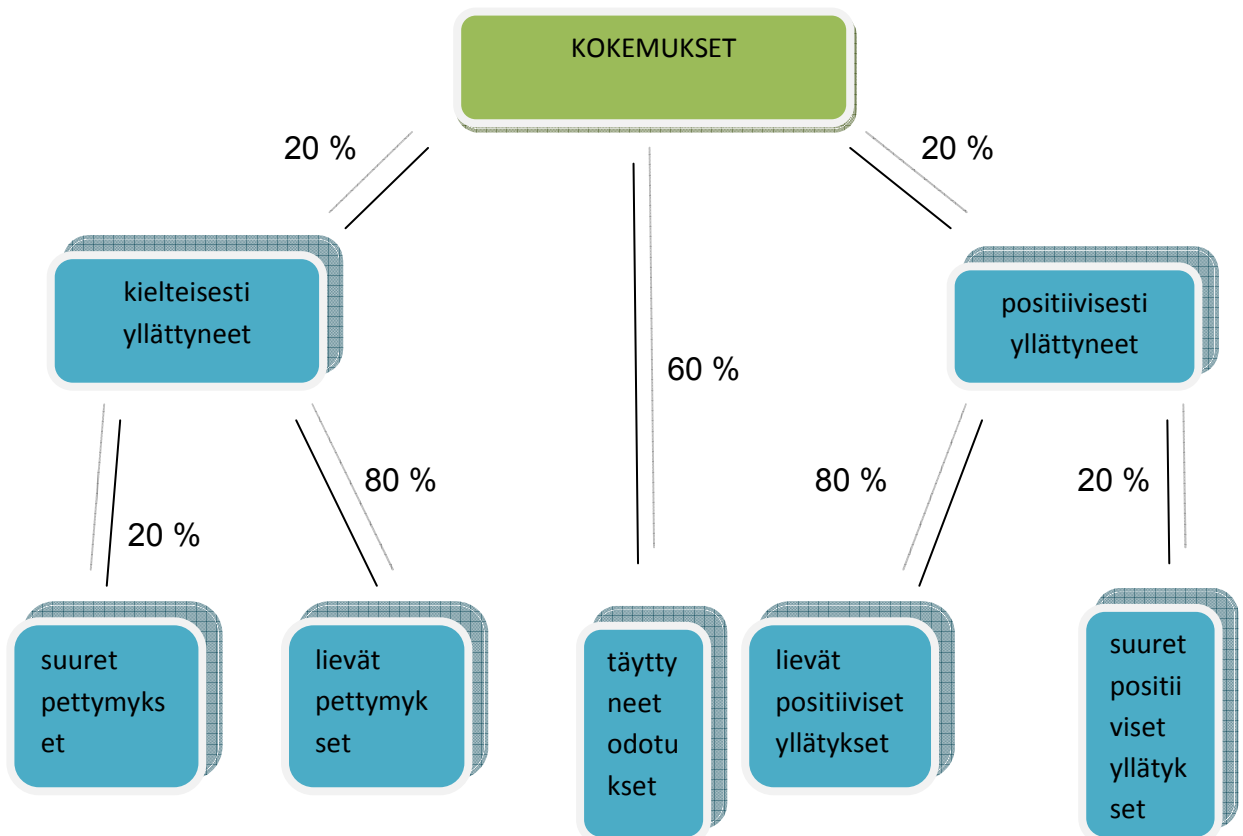 KOKEMUKSET
20 %
20 %
kielteisesti
yllättyneet
positiivisesti
yllättyneet
60 %
80 %
80 %
20 %
20 %
suuret
pettymyks
et
lievät
pettymyk
set
täytty
neet
odotu
kset
lievät
positiiviset
yllätykset
suuret
positii
viset
yllätyk
set